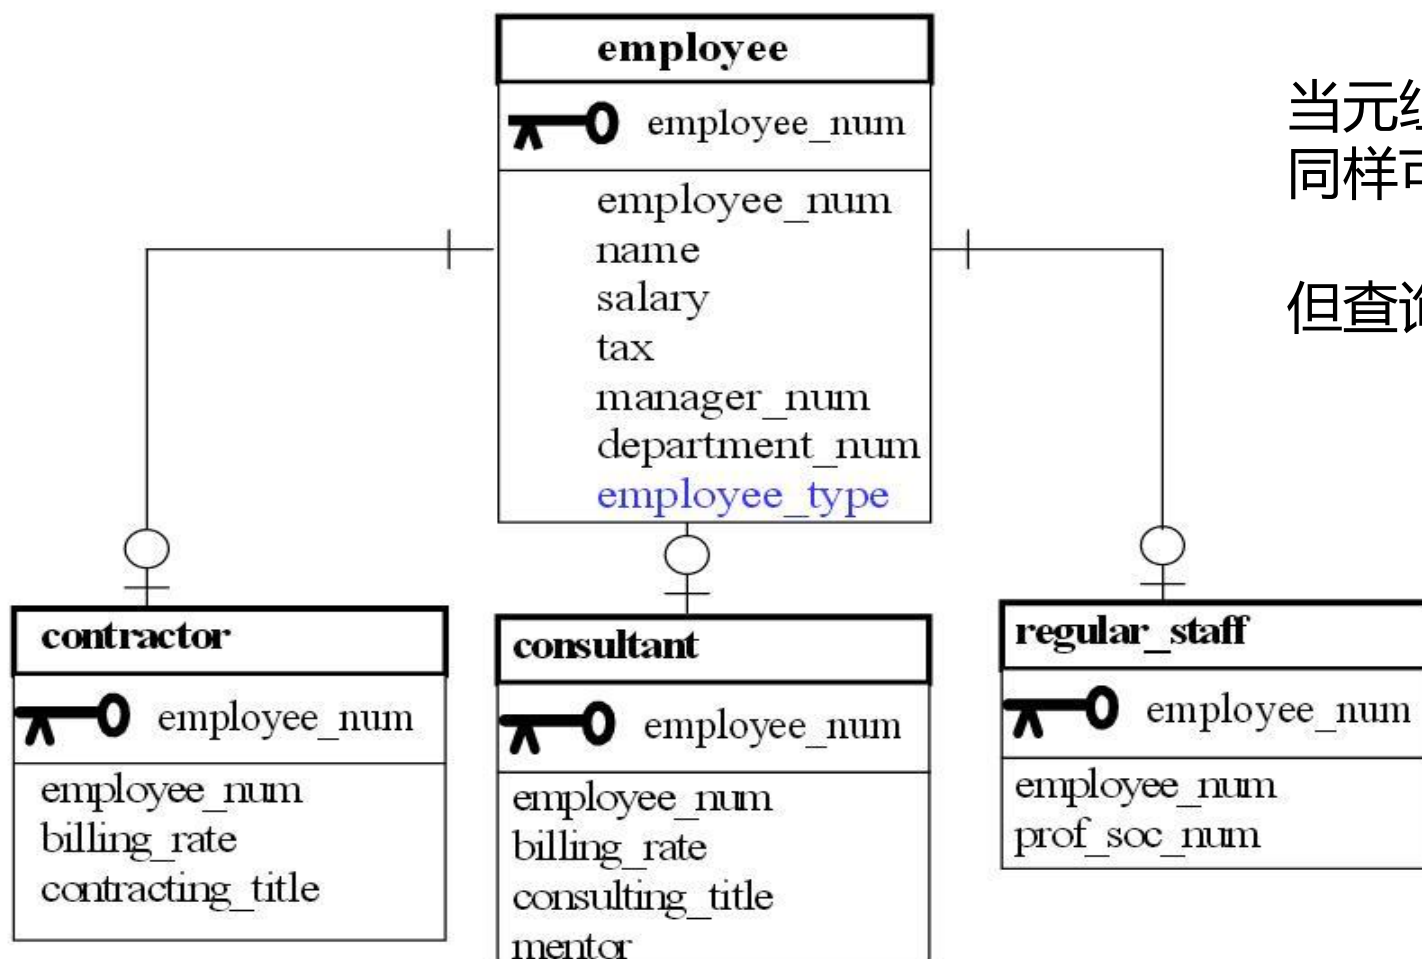 employee
employee_num
employee_num
name
salary
tax
manager_num
department_num
employee_type
当元
同样
但查
contractor
employee_num
employee_num
billing_rate
contracting_title
consultant
employee_num
employee_num
billing_rate
consulting_title
mentor
regular_staff
employee_num
employee_num
prof_soc_num